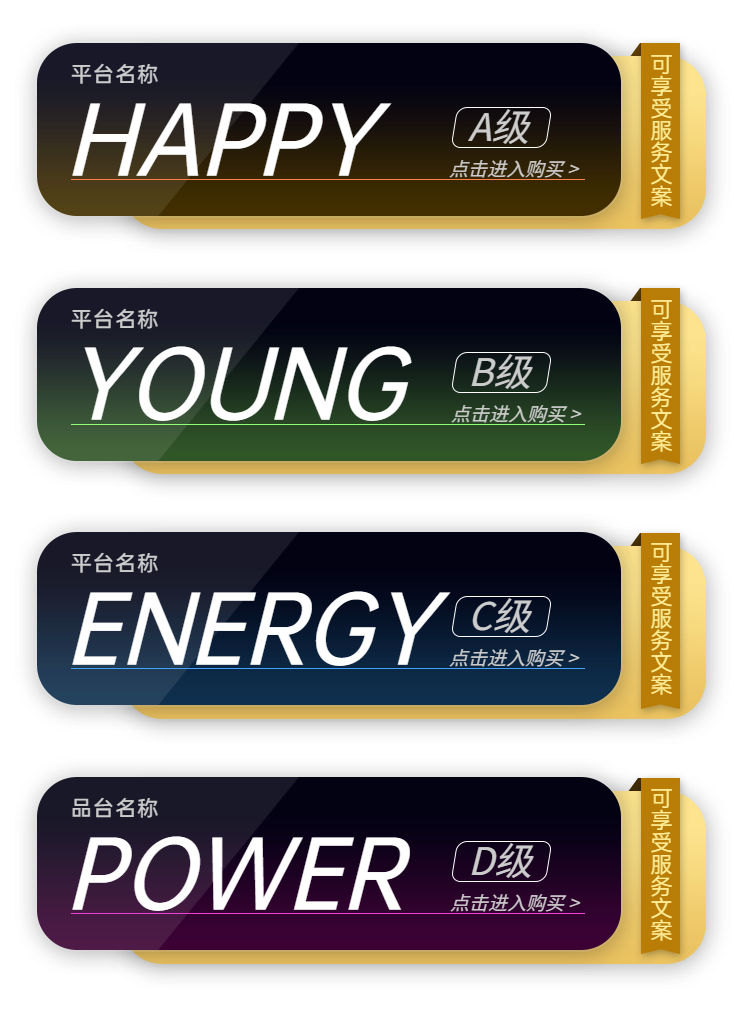 平台名称
HAPPY
A级
点击进入购买 >
可享受服务文案
平台名称
YOUNG
B级
点击进入购买 >
可享受服务文案
平台名称
ENERGY
C级
点击进入购买 >
可享受服务文案
品台名称
POWER
D级
点击进入购买 >
可享受服务文案